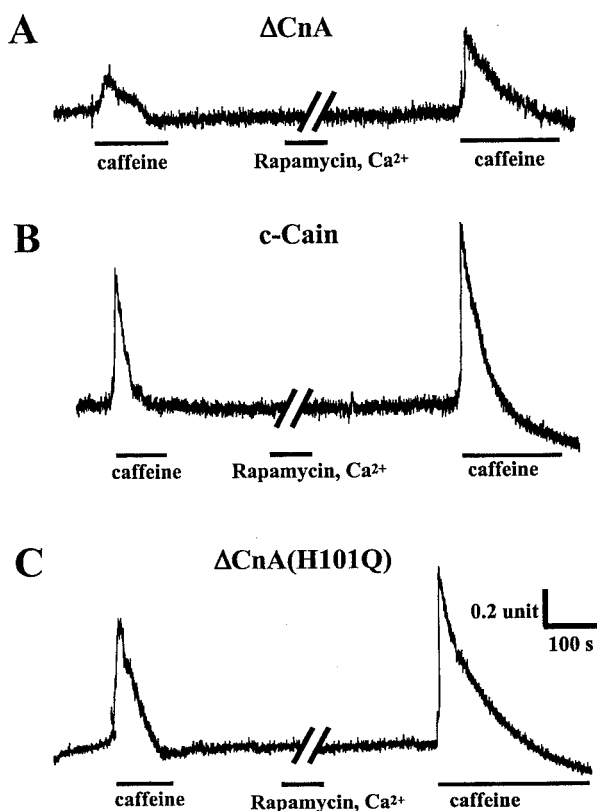 A
ΔCnA
caffeine
Rapamycin, Ca²⁺
caffeine
B
c-Cain
caffeine
Rapamycin, Ca²⁺
caffeine
C
ΔCnA(H101Q)
0.2 unit
100 s
caffeine
Rapamycin, Ca²⁺
caffeine